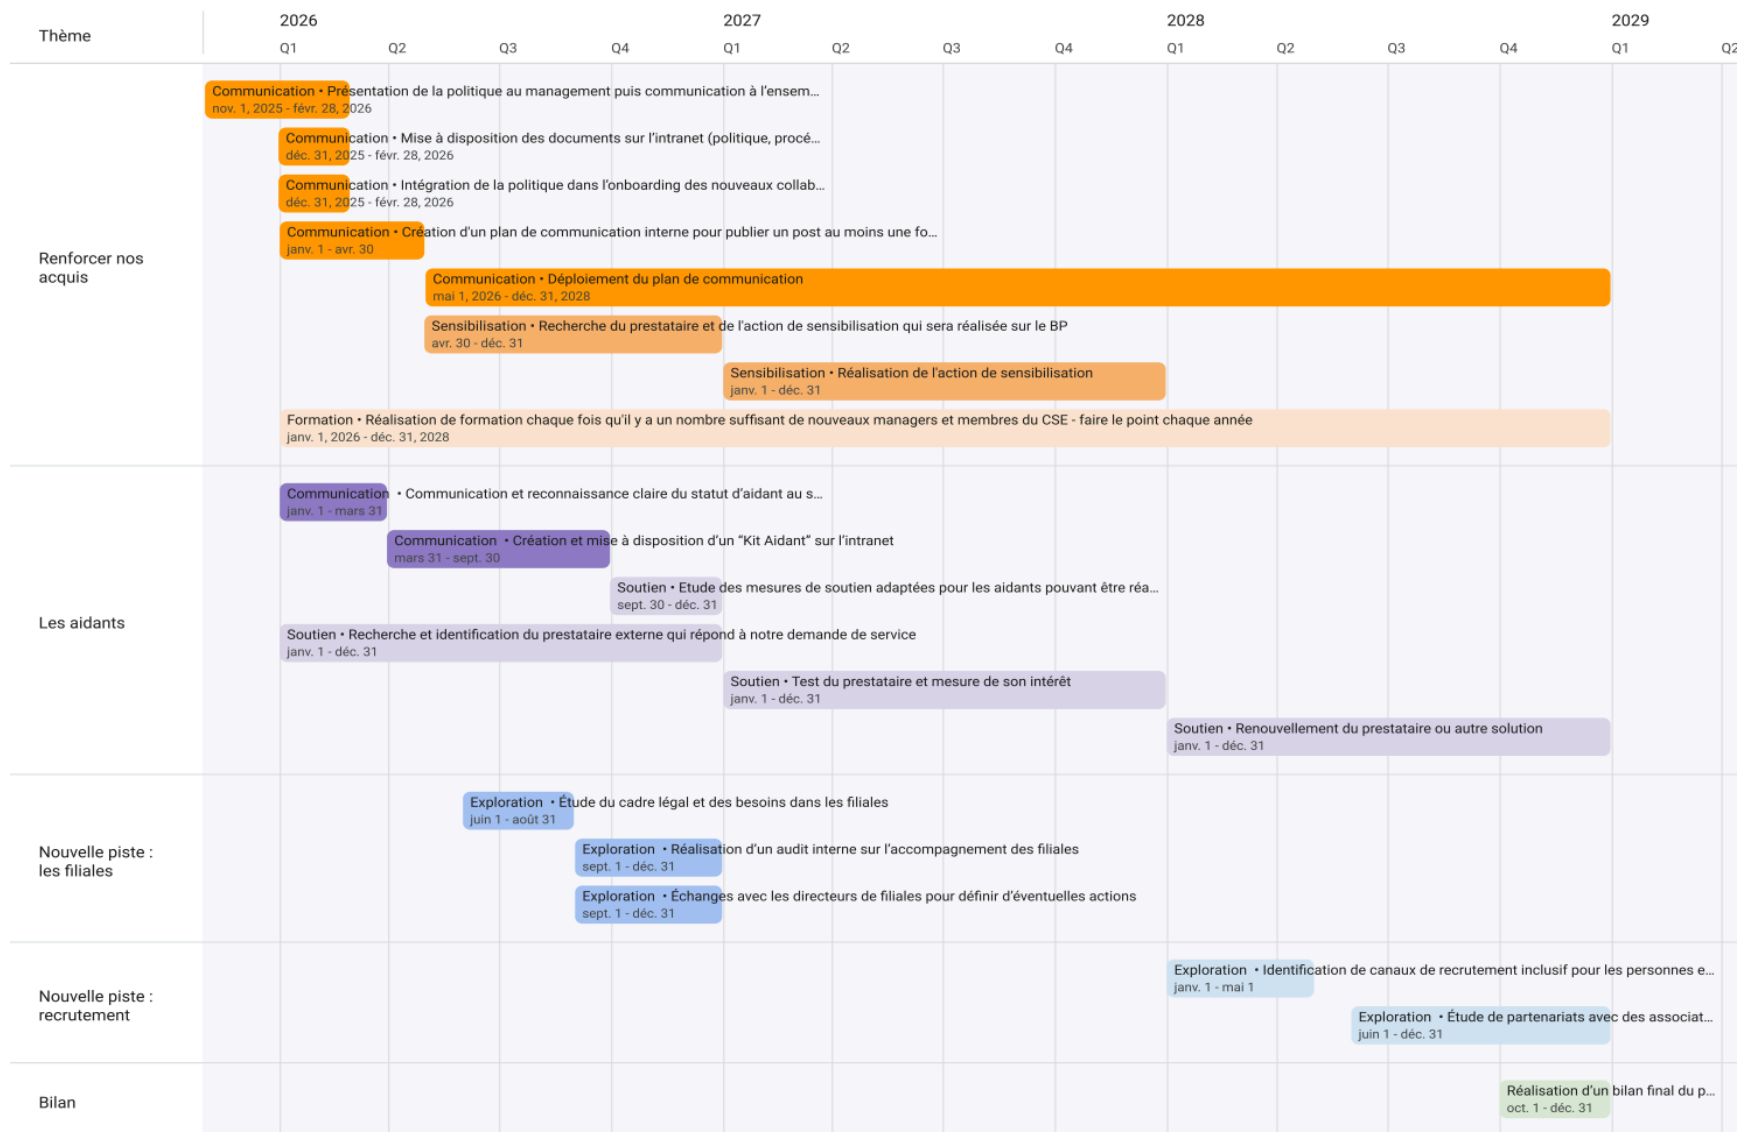 Thème
2026
2027
2028
2029
Q1 Q2 Q3 Q4 Q1 Q2 Q3 Q4 Q1 Q2 Q3 Q4 Q1 Q2
Renforcer nos
acquis
Communication • Présentation de la politique au management puis communication à l'ensem…
nov. 1, 2025 - févr. 28, 2026
Communication • Mise à disposition des documents sur l'intranet (politique, procé…
déc. 31, 2025 - févr. 28, 2026
Communication • Intégration de la politique dans l'onboarding des nouveaux collab…
déc. 31, 2025 - févr. 28, 2026
Communication • Création d'un plan de communication interne pour publier un post au moins une fo…
janv. 1 - avr. 30
Communication • Déploiement du plan de communication
mai 1, 2026 - déc. 31, 2028
Sensibilisation • Recherche du prestataire et de l'action de sensibilisation qui sera réalisée sur le BP
avr. 30 - déc. 31
Sensibilisation • Réalisation de l'action de sensibilisation
janv. 1 - déc. 31
Formation • Réalisation de formation chaque fois qu'il y a un nombre suffisant de nouveaux managers et membres du CSE - faire le point chaque année
janv. 1, 2026 - déc. 31, 2028
Les aidants
Communication • Communication et reconnaissance claire du statut d'aidant au s…
janv. 1 - mars 31
Communication • Création et mise à disposition d'un “Kit Aidant” sur l'intranet
mars 31 - sept. 30
Soutien • Etude des mesures de soutien adaptées pour les aidants pouvant être réa…
sept. 30 - déc. 31
Soutien • Recherche et identification du prestataire externe qui répond à notre demande de service
janv. 1 - déc. 31
Soutien • Test du prestataire et mesure de son intérêt
janv. 1 - déc. 31
Soutien • Renouvellement du prestataire ou autre solution
janv. 1 - déc. 31
Nouvelle piste :
les filiales
Exploration • Étude du cadre légal et des besoins dans les filiales
juin 1 - août 31
Exploration • Réalisation d'un audit interne sur l'accompagnement des filiales
sept. 1 - déc. 31
Exploration • Échanges avec les directeurs de filiales pour définir d'éventuelles actions
sept. 1 - déc. 31
Nouvelle piste :
recrutement
Exploration • Identification de canaux de recrutement inclusif pour les personnes e…
janv. 1 - mai 1
Exploration • Étude de partenariats avec des associat…
juin 1 - déc. 31
Bilan
Réalisation d'un bilan final du p…
oct. 1 - déc. 31